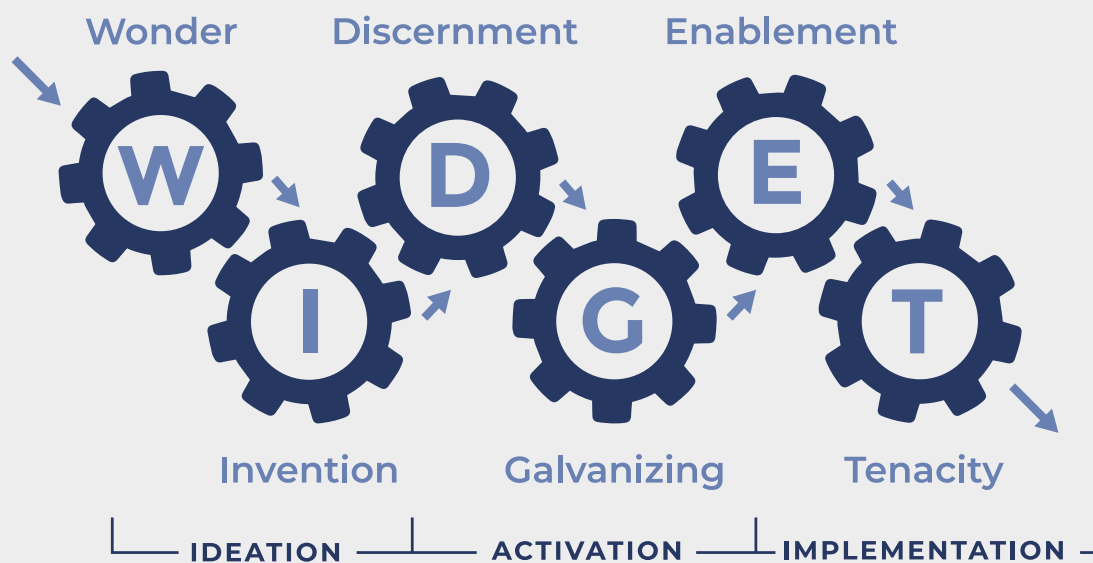 Wonder Discernment Enablement
W D E
I G T
Invention Galvanizing Tenacity
IDEATION ACTIVATION IMPLEMENTATION